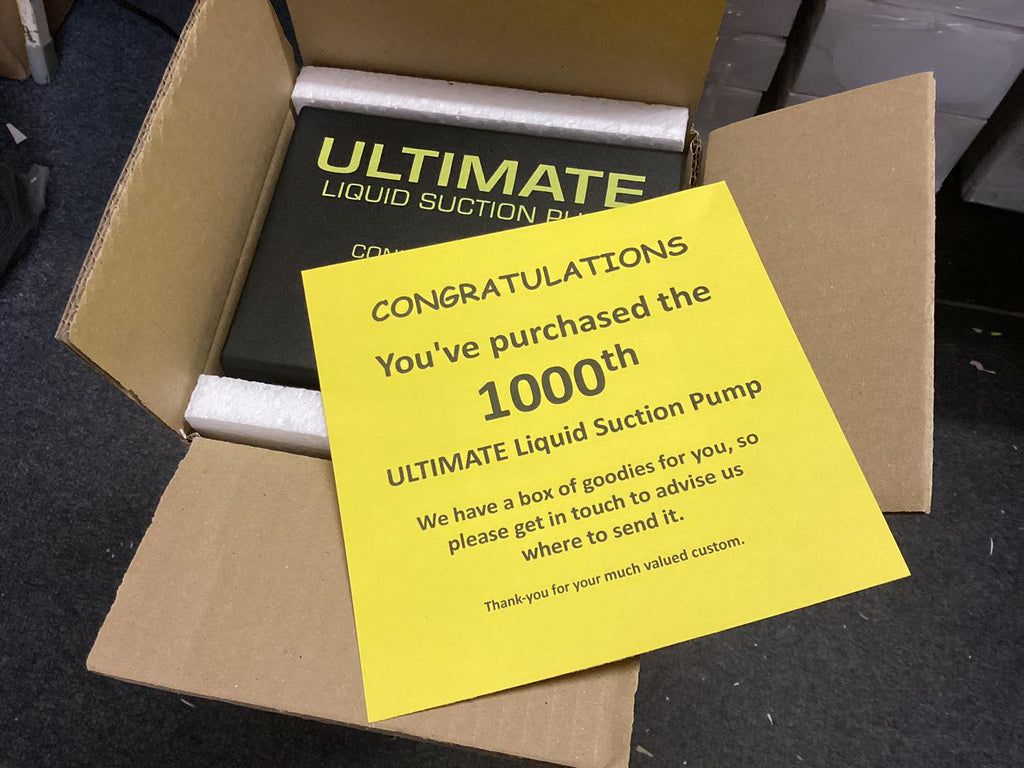 ULTIMATE
LIQUID SUCTION
CONGRATULATIONS
You've purchased the
1000th
ULTIMATE Liquid Suction Pump
We have a box of goodies for you, so
please get in touch to advise us
where to send it.
Thank-you for your much valued custom.